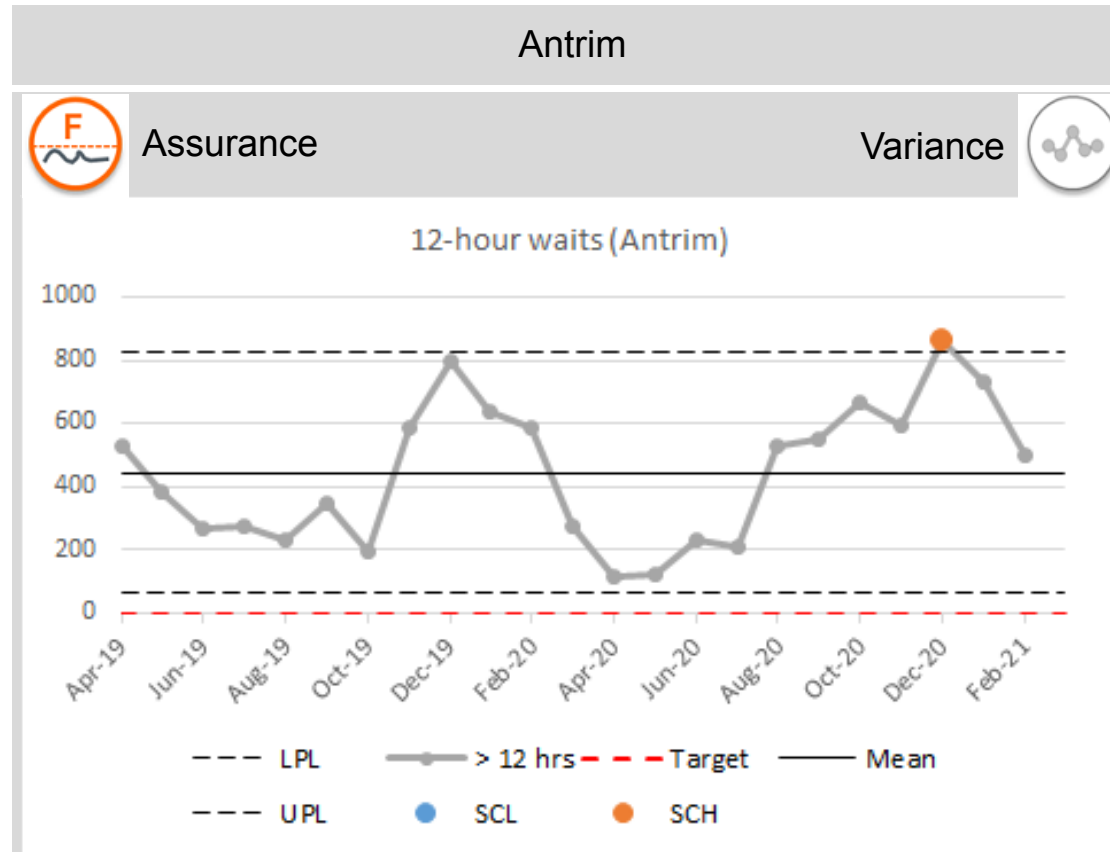 Antrim
F
Assurance
Variance
12-hour waits (Antrim)
1000
800
600
400
200
0
Apr-19 Jun-19 Aug-19 Oct-19 Dec-19 Feb-20 Apr-20 Jun-20 Aug-20 Oct-20 Dec-20 Feb-21
LPL > 12 hrs Target Mean
UPL SCL SCH